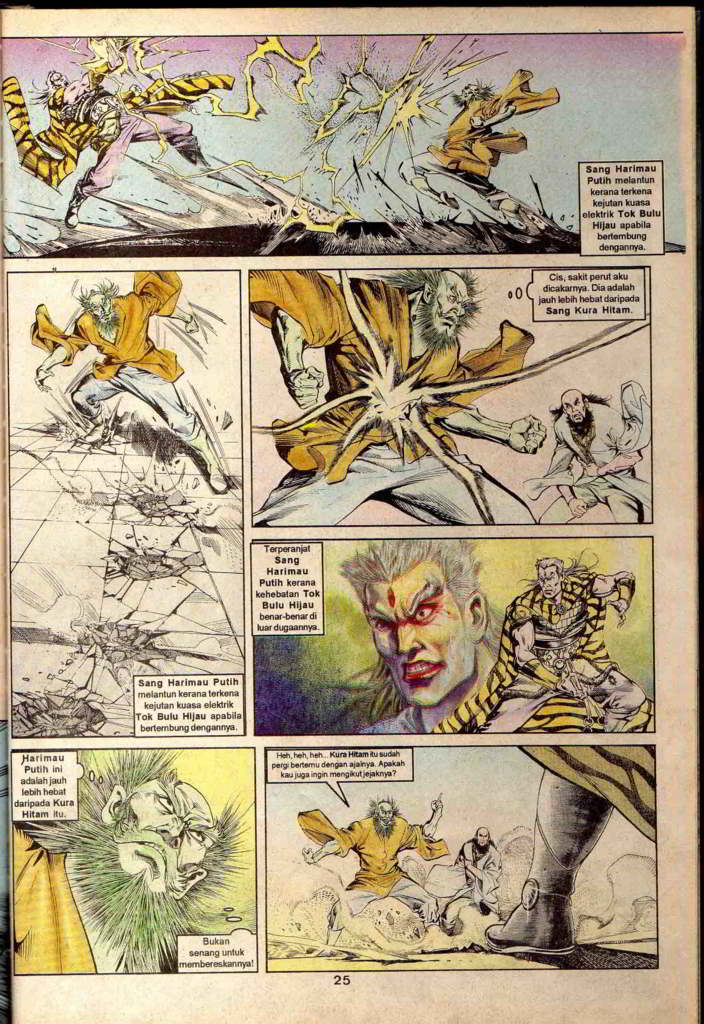 Sang Harimau
Putih melantun
kerana terkena
kejutan kuasa
elektrik Tok Bulu
Hijau apabila
bertembung
dengannya.
Cis, sakit perut aku
dicakarnya. Dia adalah
jauh lebih hebat daripada
Sang Kura Hitam.
Sang Harimau Putih
melantun kerana terkena
kejutan kuasa elektrik
Tok Bulu Hijau apabila
bertembung dengannya.
Terperanjat
Sang
Harimau
Putih kerana
kehebatan Tok
Bulu Hijau
benar-benar di
luar dugaannya.
Harimau
Putih ini
adalah jauh
lebih hebat
daripada Kura
Hitam itu.
Bukan
senang untuk
membereskannya!
Heh, heh, heh... Kura Hitam itu sudah
pergi bertemu dengan ajalnya. Apakah
kau juga ingin mengikut jejaknya?
25